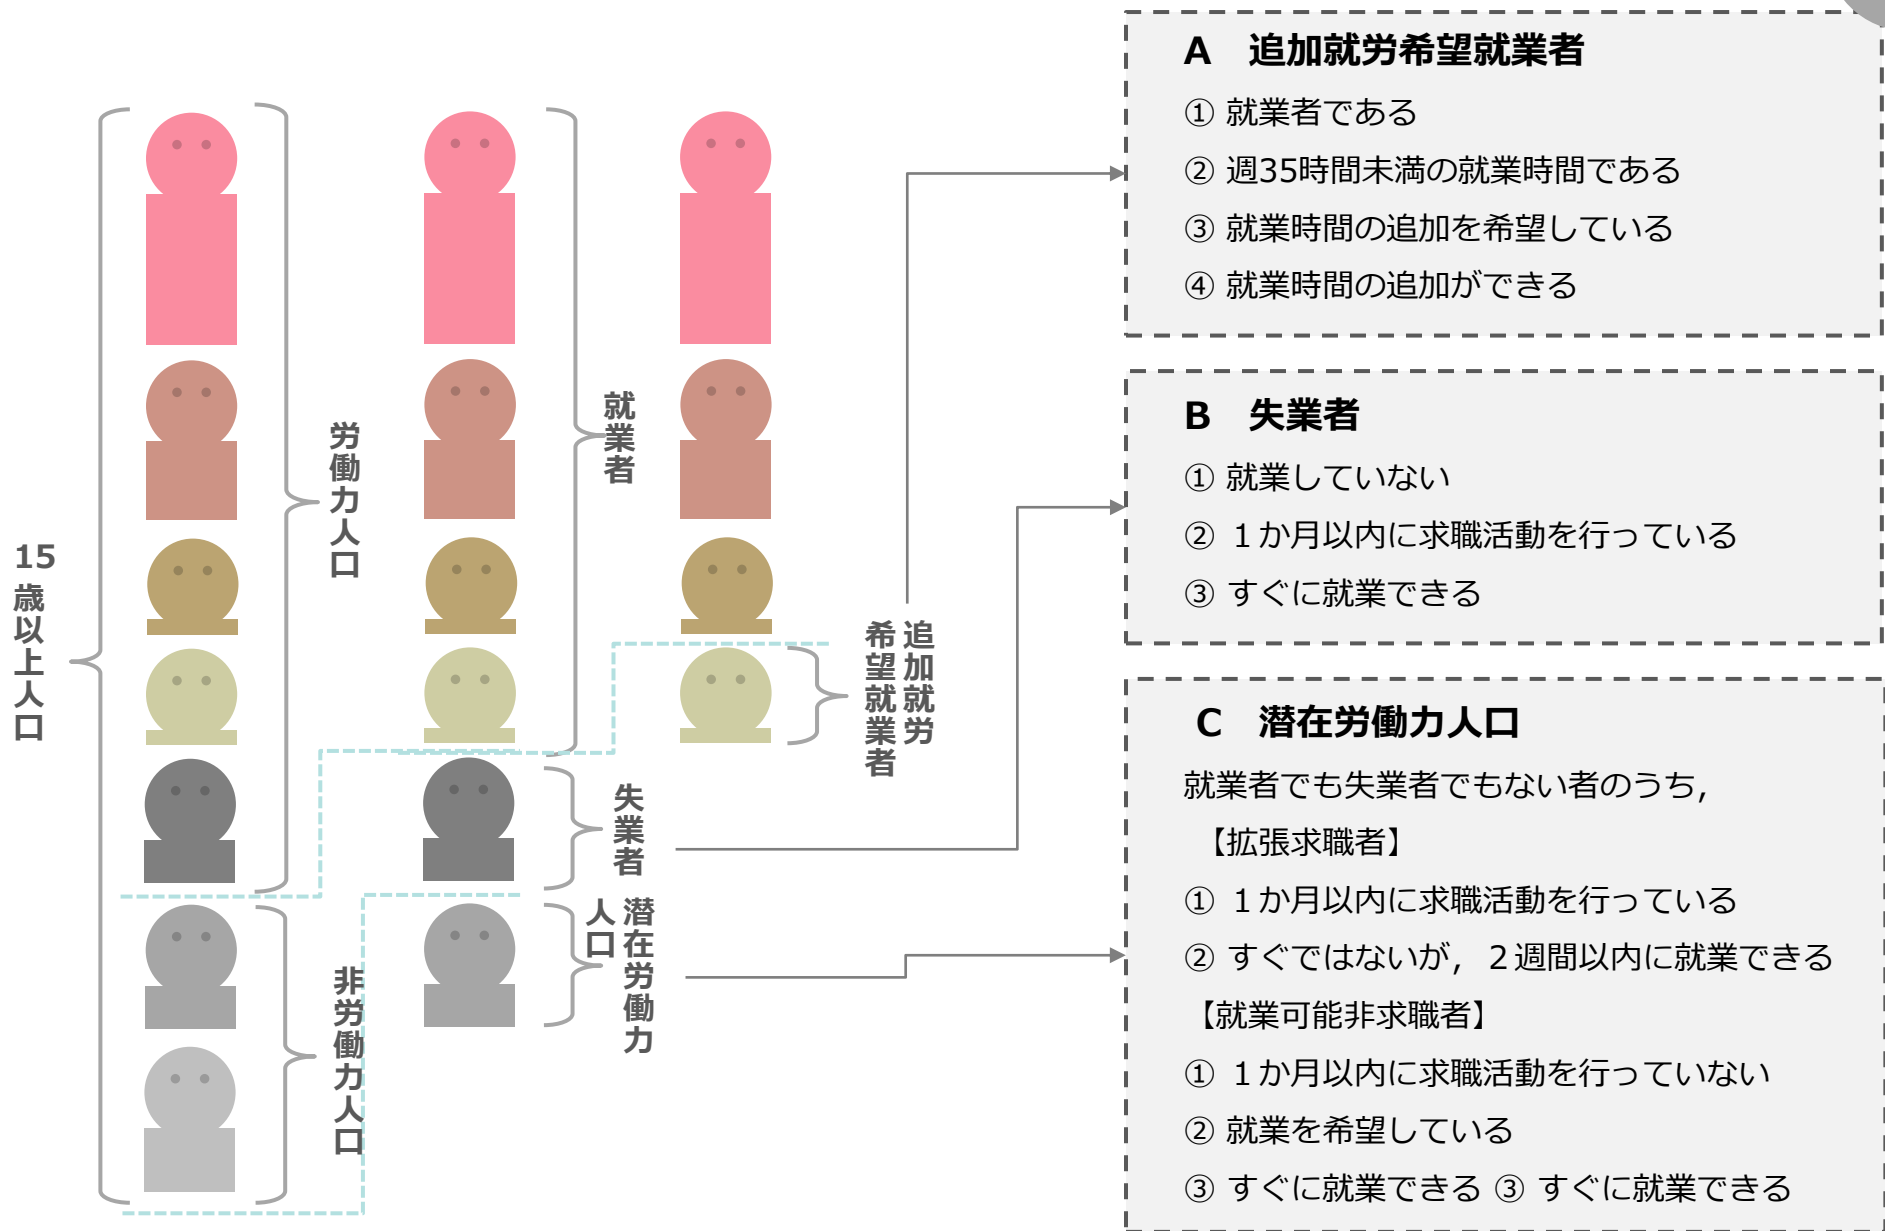 15歳以上人口
労働力人口
非労働力人口
就業者
失業者
潜在労働力
人口
追加就労
希望就業者
A 追加就労希望就業者
① 就業者である
② 週35時間未満の就業時間である
③ 就業時間の追加を希望している
④ 就業時間の追加ができる
B 失業者
① 就業していない
② １か月以内に求職活動を行っている
③ すぐに就業できる
C 潜在労働力人口
就業者でも失業者でもない者のうち,
【拡張求職者】
① １か月以内に求職活動を行っている
② すぐではないが，２週間以内に就業できる
【就業可能非求職者】
① １か月以内に求職活動を行っていない
② 就業を希望している
③ すぐに就業できる ③ すぐに就業できる